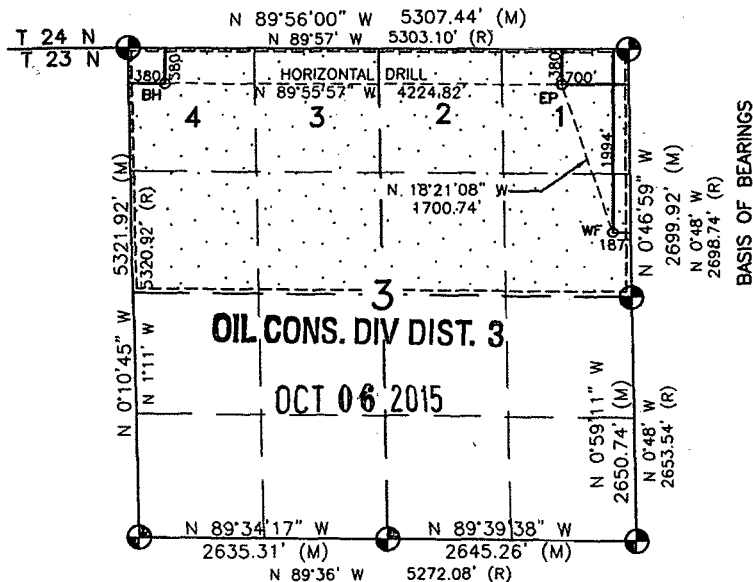 N 89°56'00" W 5307.44' (M)
N 89°57' W 5303.10' (R)
T 24 N
T 23 N
380
380'
HORIZONTAL DRILL
N 89°55'57" W 4224.82'
380'
700'
BH
EP
4
3
2
1
1994'
N. 18°21'08" W
1700.74'
WF
187'
5321.92' (M)
5320.92' (R)
N 0°46'59" W
2699.92' (M)
N 0°48' W
2698.74' (R)
BASIS OF BEARINGS
3
OIL CONS. DIV DIST. 3
OCT 06 2015
N 0°10'45" W
N 1°11' W
N 0°59'11" W
2650.74' (M)
N 0°48' W
2653.54' (R)
N 89°34'17" W
2635.31' (M)
N 89°39'38" W
2645.26' (M)
N 89°36' W 5272.08' (R)